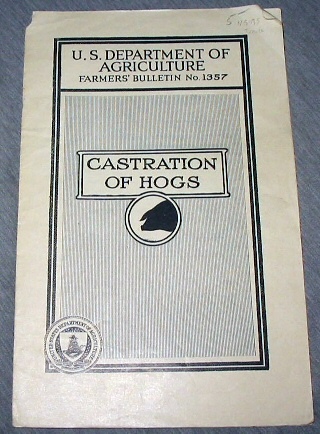 U. S. DEPARTMENT OF
AGRICULTURE
FARMERS' BULLETIN No. 1357
CASTRATION
OF HOGS